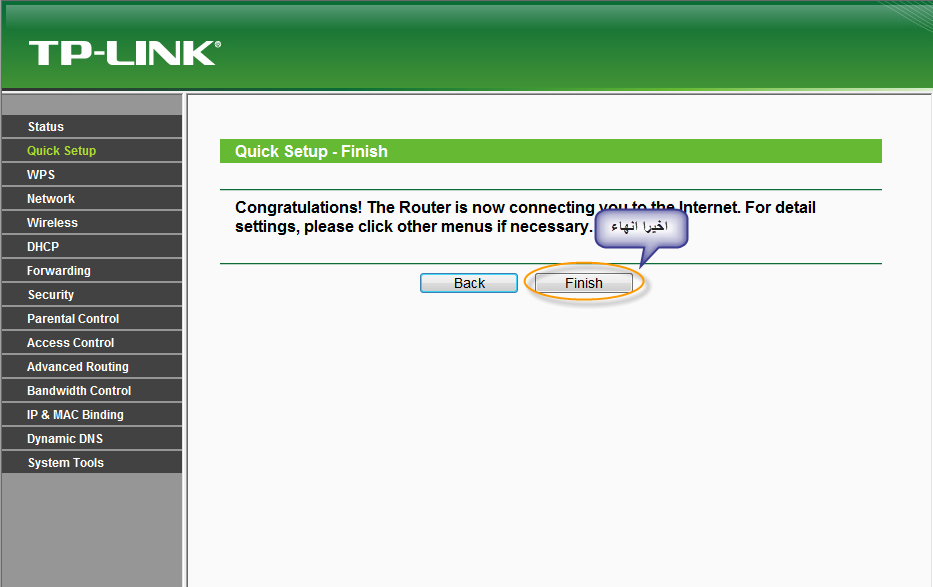 TP-LINK®
Status
Quick Setup
WPS
Network
Wireless
DHCP
Forwarding
Security
Parental Control
Access Control
Advanced Routing
Bandwidth Control
IP & MAC Binding
Dynamic DNS
System Tools
Quick Setup - Finish
Congratulations! The Router is now connecting you to the Internet. For detail
settings, please click other menus if necessary.
اخيرا انهاء
Back
Finish